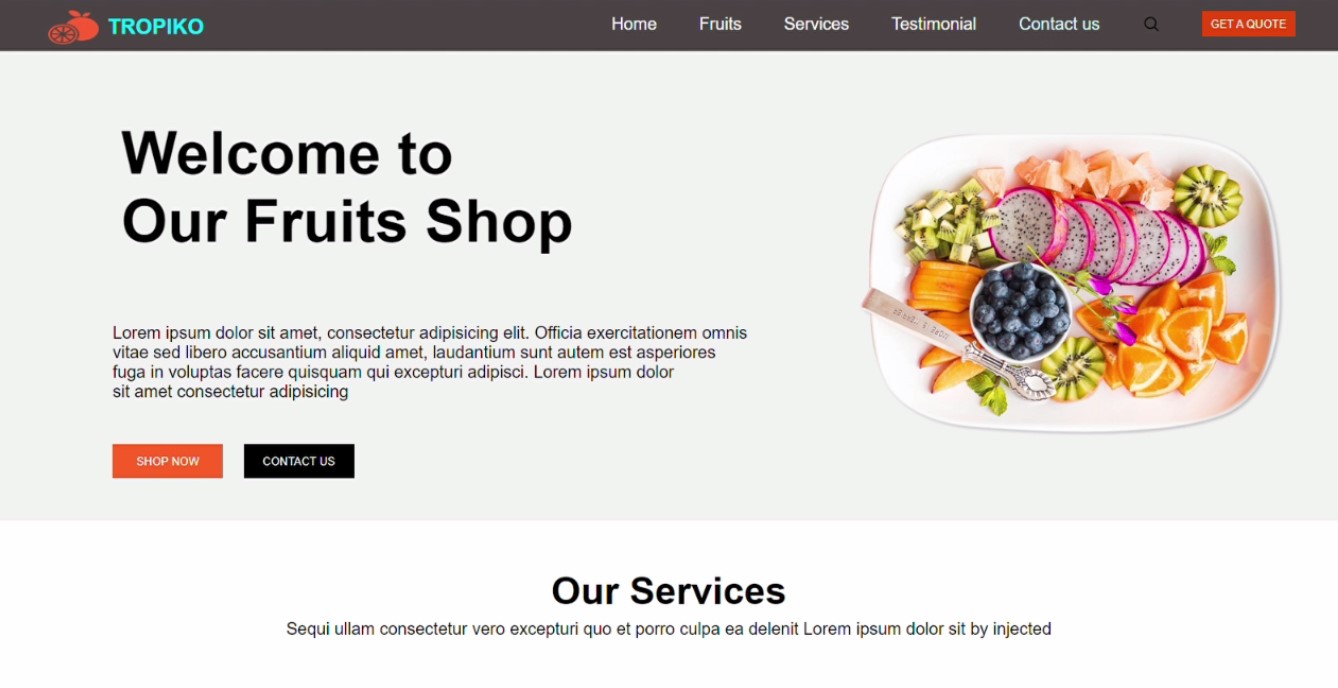 TROPIKO
Home Fruits Services Testimonial Contact us GET A QUOTE
Welcome to
Our Fruits Shop
Lorem ipsum dolor sit amet, consectetur adipisicing elit. Officia exercitationem omnis
vitae sed libero accusantium aliquid amet, laudantium sunt autem est asperiores
fuga in voluptas facere quisquam qui excepturi adipisci. Lorem ipsum dolor
sit amet consectetur adipisicing
SHOP NOW CONTACT US
Our Services
Sequi ullam consectetur vero excepturi quo et porro culpa ea delenit Lorem ipsum dolor sit by injected